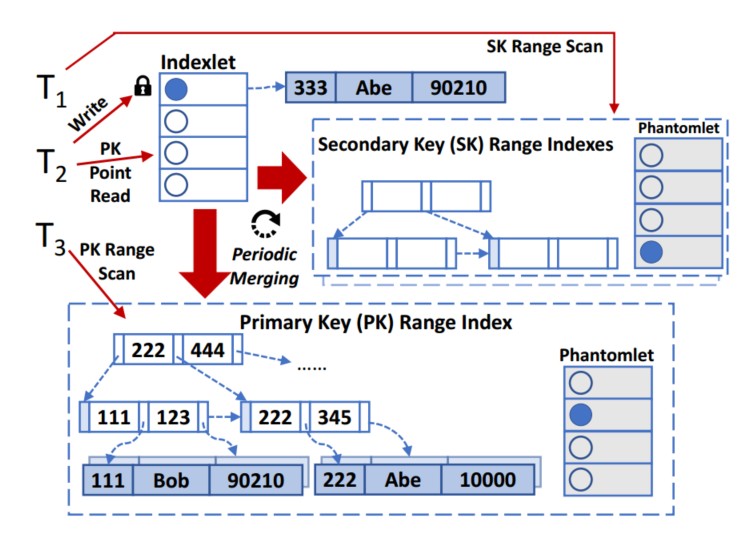 SK Range Scan
Indexlet
T1
Write
333 Abe 90210
Phantomlet
Secondary Key (SK) Range Indexes
T2
PK
Point
Read
T3
PK Range
Scan
Periodic
Merging
Primary Key (PK) Range Index
222 444
......
Phantomlet
111 123
222 345
111 Bob 90210
222 Abe 10000